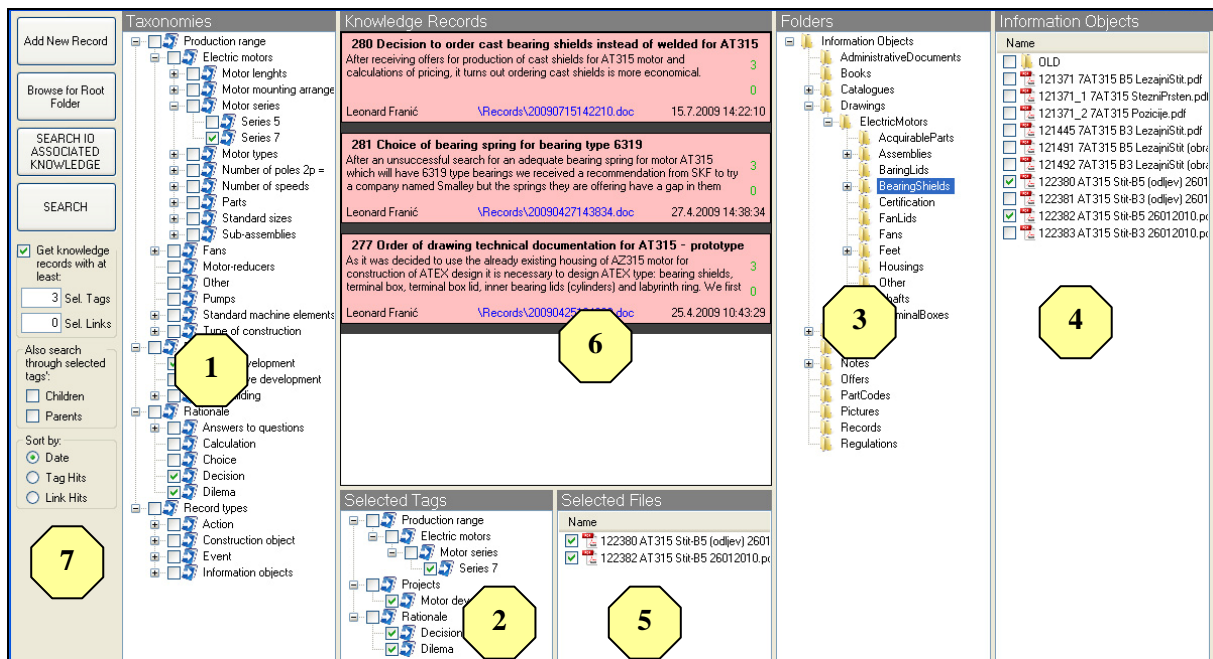 Add New Record
Browse for Root
Folder
SEARCH IO
ASSOCIATED
KNOWLEDGE
SEARCH
Get knowledge
records with at
least:
3 Sel. Tags
0 Sel. Links
Also search
through selected
tags':
Children
Parents
Sort by:
Date
Tag Hits
Link Hits
7
Taxonomies
Production range
Electric motors
Motor lenghts
Motor mounting arrange
Motor series
Series 5
Series 7
Motor types
Number of poles 2p =
Number of speeds
Parts
Standard sizes
Sub-assemblies
Fans
Motor-reducers
Other
Pumps
Standard machine elements
Type of construction
1
Rationale
Answers to questions
Calculation
Choice
Decision
Dilema
Record types
Action
Construction object
Event
Information objects
Knowledge Records
280 Decision to order cast bearing shields instead of welded for AT315
After receiving offers for production of cast shields for AT315 motor and
calculations of pricing, it turns out ordering cast shields is more economical.
3
0
Leonard Franić \Records\20090715142210.doc 15.7.2009 14:22:10
281 Choice of bearing spring for bearing type 6319
After an unsuccessful search for an adequate bearing spring for motor AT315
which will have 6319 type bearings we received a recommendation from SKF to try
a company named Smalley but the springs they are offering have a gap in them
3
0
Leonard Franić \Records\20090427143834.doc 27.4.2009 14:38:34
277 Order of drawing technical documentation for AT315 - prototype
As it was decided to use the already existing housing of AZ315 motor for
construction of ATEX design it is necessary to design ATEX type: bearing shields,
terminal box, terminal box lid, inner bearing lids (cylinders) and labyrinth ring. We first
3
0
Leonard Franić 25.4.2009 10:43:29
6
Selected Tags
Production range
Electric motors
Motor series
Series 7
Projects
Motor dev
Rationale
Decision
Dilema
2
Selected Files
Name
122380 AT315 Stit-B5 (odljev) 2601
122382 AT315 Stit-B5 26012010.pd
5
Folders
Information Objects
AdministrativeDocuments
Books
Catalogues
Drawings
ElectricMotors
AcquirableParts
Assemblies
BaringLids
BearingShields
Certification
FanLids
Fans
Feet
Housings
Other
3
Notes
Offers
PartCodes
Pictures
Records
Regulations
Information Objects
Name
OLD
121371 7AT315 B5 LezajniStit.pdf
121371_1 7AT315 StezniPrsten.pdf
121371_2 7AT315 Pozicije.pdf
121445 7AT315 B3 LezajniStit.pdf
121491 7AT315 B5 LezajniStit (obra
121492 7AT315 B3 LezajniStit (obra
122380 AT315 Stit-B5 (odljev) 2601
122381 AT315 Stit-B3 (odljev) 2601
122382 AT315 Stit-B5 26012010.pd
122383 AT315 Stit-B3 26012010.pd
4